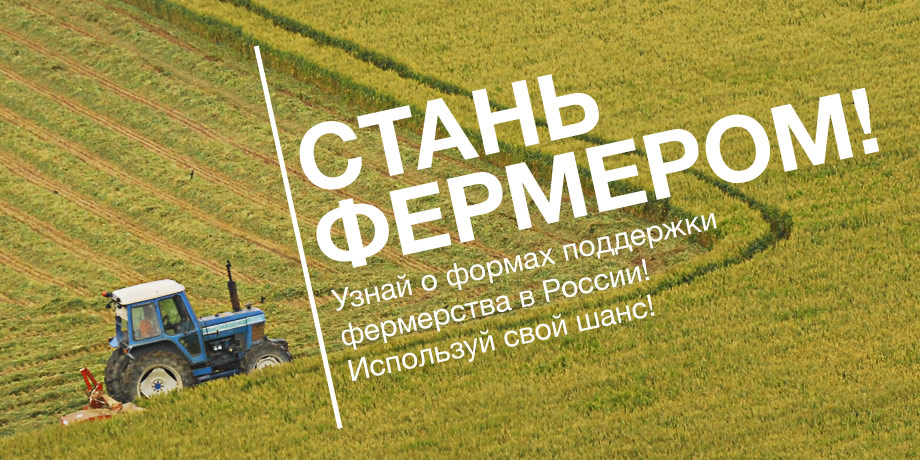 СТАНЬ
ФЕРМЕРОМ!
Узнай о формах поддержки
фермерства в России!
Используй свой шанс!